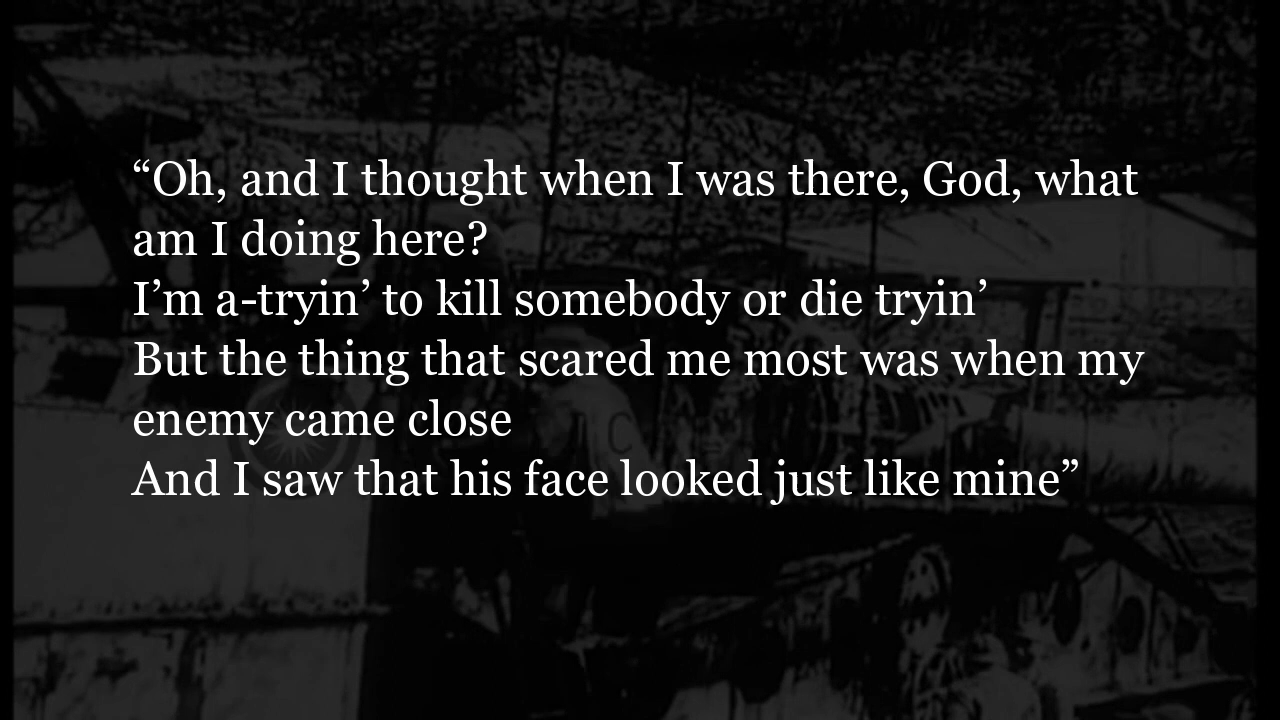 “Oh, and I thought when I was there, God, what
am I doing here?
I’m a-tryin’ to kill somebody or die tryin’
But the thing that scared me most was when my
enemy came close
And I saw that his face looked just like mine”